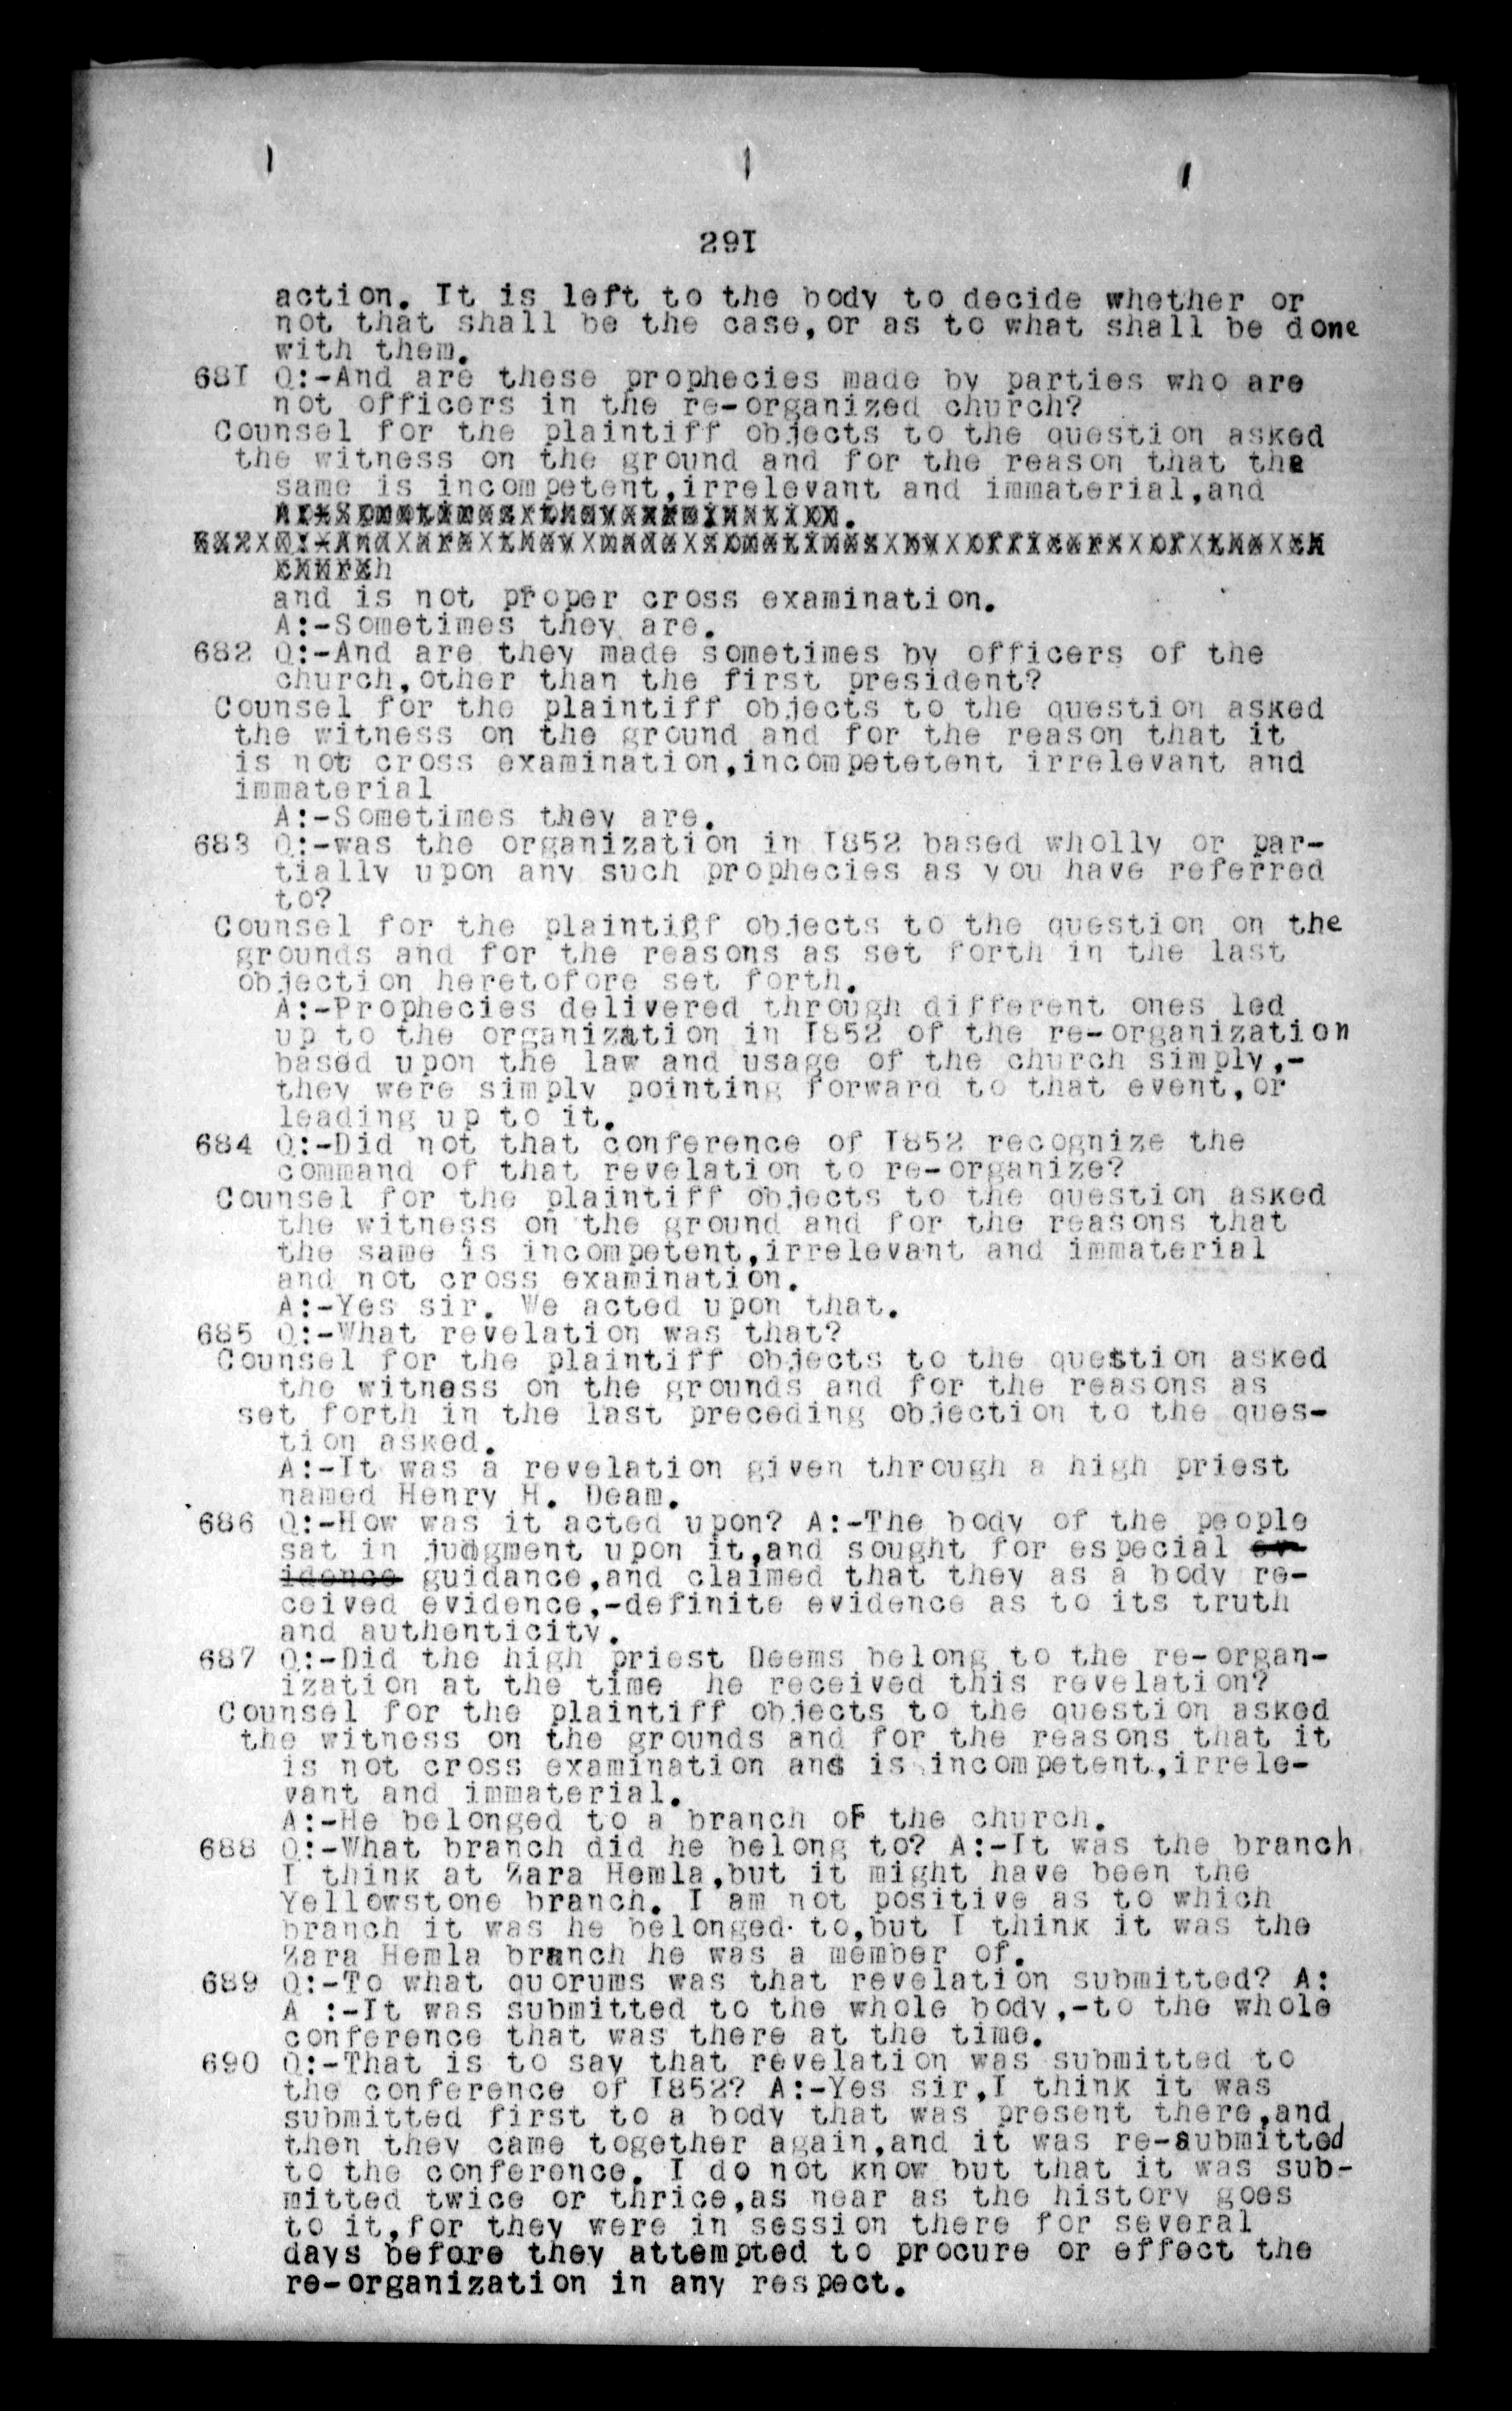 291
action. It is left to the body to decide whether or
not that shall be the case,or as to what shall be done
with them.
681 Q:-And are these prophecies made by parties who are
not officers in the re-organized church?
Counsel for the plaintiff objects to the question asked
the witness on the ground and for the reason that the
same is incompetent,irrelevant and immaterial,and
and is not proper cross examination.
A:-Sometimes they are.
682 Q:-And are they made sometimes by officers of the
church,other than the first president?
Counsel for the plaintiff objects to the question asked
the witness on the ground and for the reason that it
is not cross examination,incompetetent irrelevant and
immaterial
A:-Sometimes they are.
683 Q:-was the organization in 1852 based wholly or par-
tially upon any such prophecies as you have referred
to?
Counsel for the plaintiff objects to the question on the
grounds and for the reasons as set forth in the last
objection heretofore set forth.
A:-Prophecies delivered through different ones led
up to the organization in 1852 of the re-organization
based upon the law and usage of the church simply,-
they were simply pointing forward to that event,or
leading up to it.
684 Q:-Did not that conference of 1852 recognize the
command of that revelation to re-organize?
Counsel for the plaintiff objects to the question asked
the witness on the ground and for the reasons that
the same is incompetent,irrelevant and immaterial
and not cross examination.
A:-Yes sir. We acted upon that.
685 Q:-What revelation was that?
Counsel for the plaintiff objects to the question asked
the witness on the grounds and for the reasons as
set forth in the last preceding objection to the ques-
tion asked.
A:-It was a revelation given through a high priest
named Henry H. Deam.
686 Q:-How was it acted upon? A:-The body of the people
sat in judgment upon it,and sought for especial ev-
idence guidance,and claimed that they as a body re-
ceived evidence,-definite evidence as to its truth
and authenticity.
687 Q:-Did the high priest Deems belong to the re-organ-
ization at the time he received this revelation?
Counsel for the plaintiff objects to the question asked
the witness on the grounds and for the reasons that it
is not cross examination and is incompetent,irrele-
vant and immaterial.
A:-He belonged to a branch oF the church.
688 Q:-What branch did he belong to? A:-It was the branch
I think at Zara Hemla,but it might have been the
Yellowstone branch. I am not positive as to which
branch it was he belonged to,but I think it was the
Zara Hemla branch he was a member of.
689 Q:-To what quorums was that revelation submitted? A:
A :-It was submitted to the whole body,-to the whole
conference that was there at the time.
690 Q:-That is to say that revelation was submitted to
the conference of 1852? A:-Yes sir,I think it was
submitted first to a body that was present there,and
then they came together again,and it was re-submitted
to the conference. I do not know but that it was sub-
mitted twice or thrice,as near as the history goes
to it,for they were in session there for several
days before they attempted to procure or effect the
re-organization in any respect.